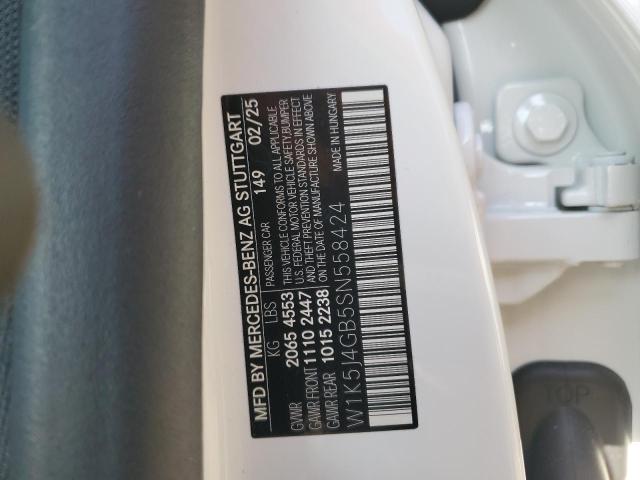 MFD BY MERCEDES-BENZ AG STUTTGART
KG LBS PASSENGER CAR 149 02/25
GVWR 2065 4553 THIS VEHICLE CONFORMS TO ALL APPLICABLE
U.S. FEDERAL MOTOR VEHICLE SAFETY, BUMPER
GAWR FRONT 1110 2447 AND THEFT PREVENTION STANDARDS IN EFFECT
GAWR REAR 1015 2238 ON THE DATE OF MANUFACTURE SHOWN ABOVE
MADE IN HUNGARY
W1K5J4GB5SN558424
TOP